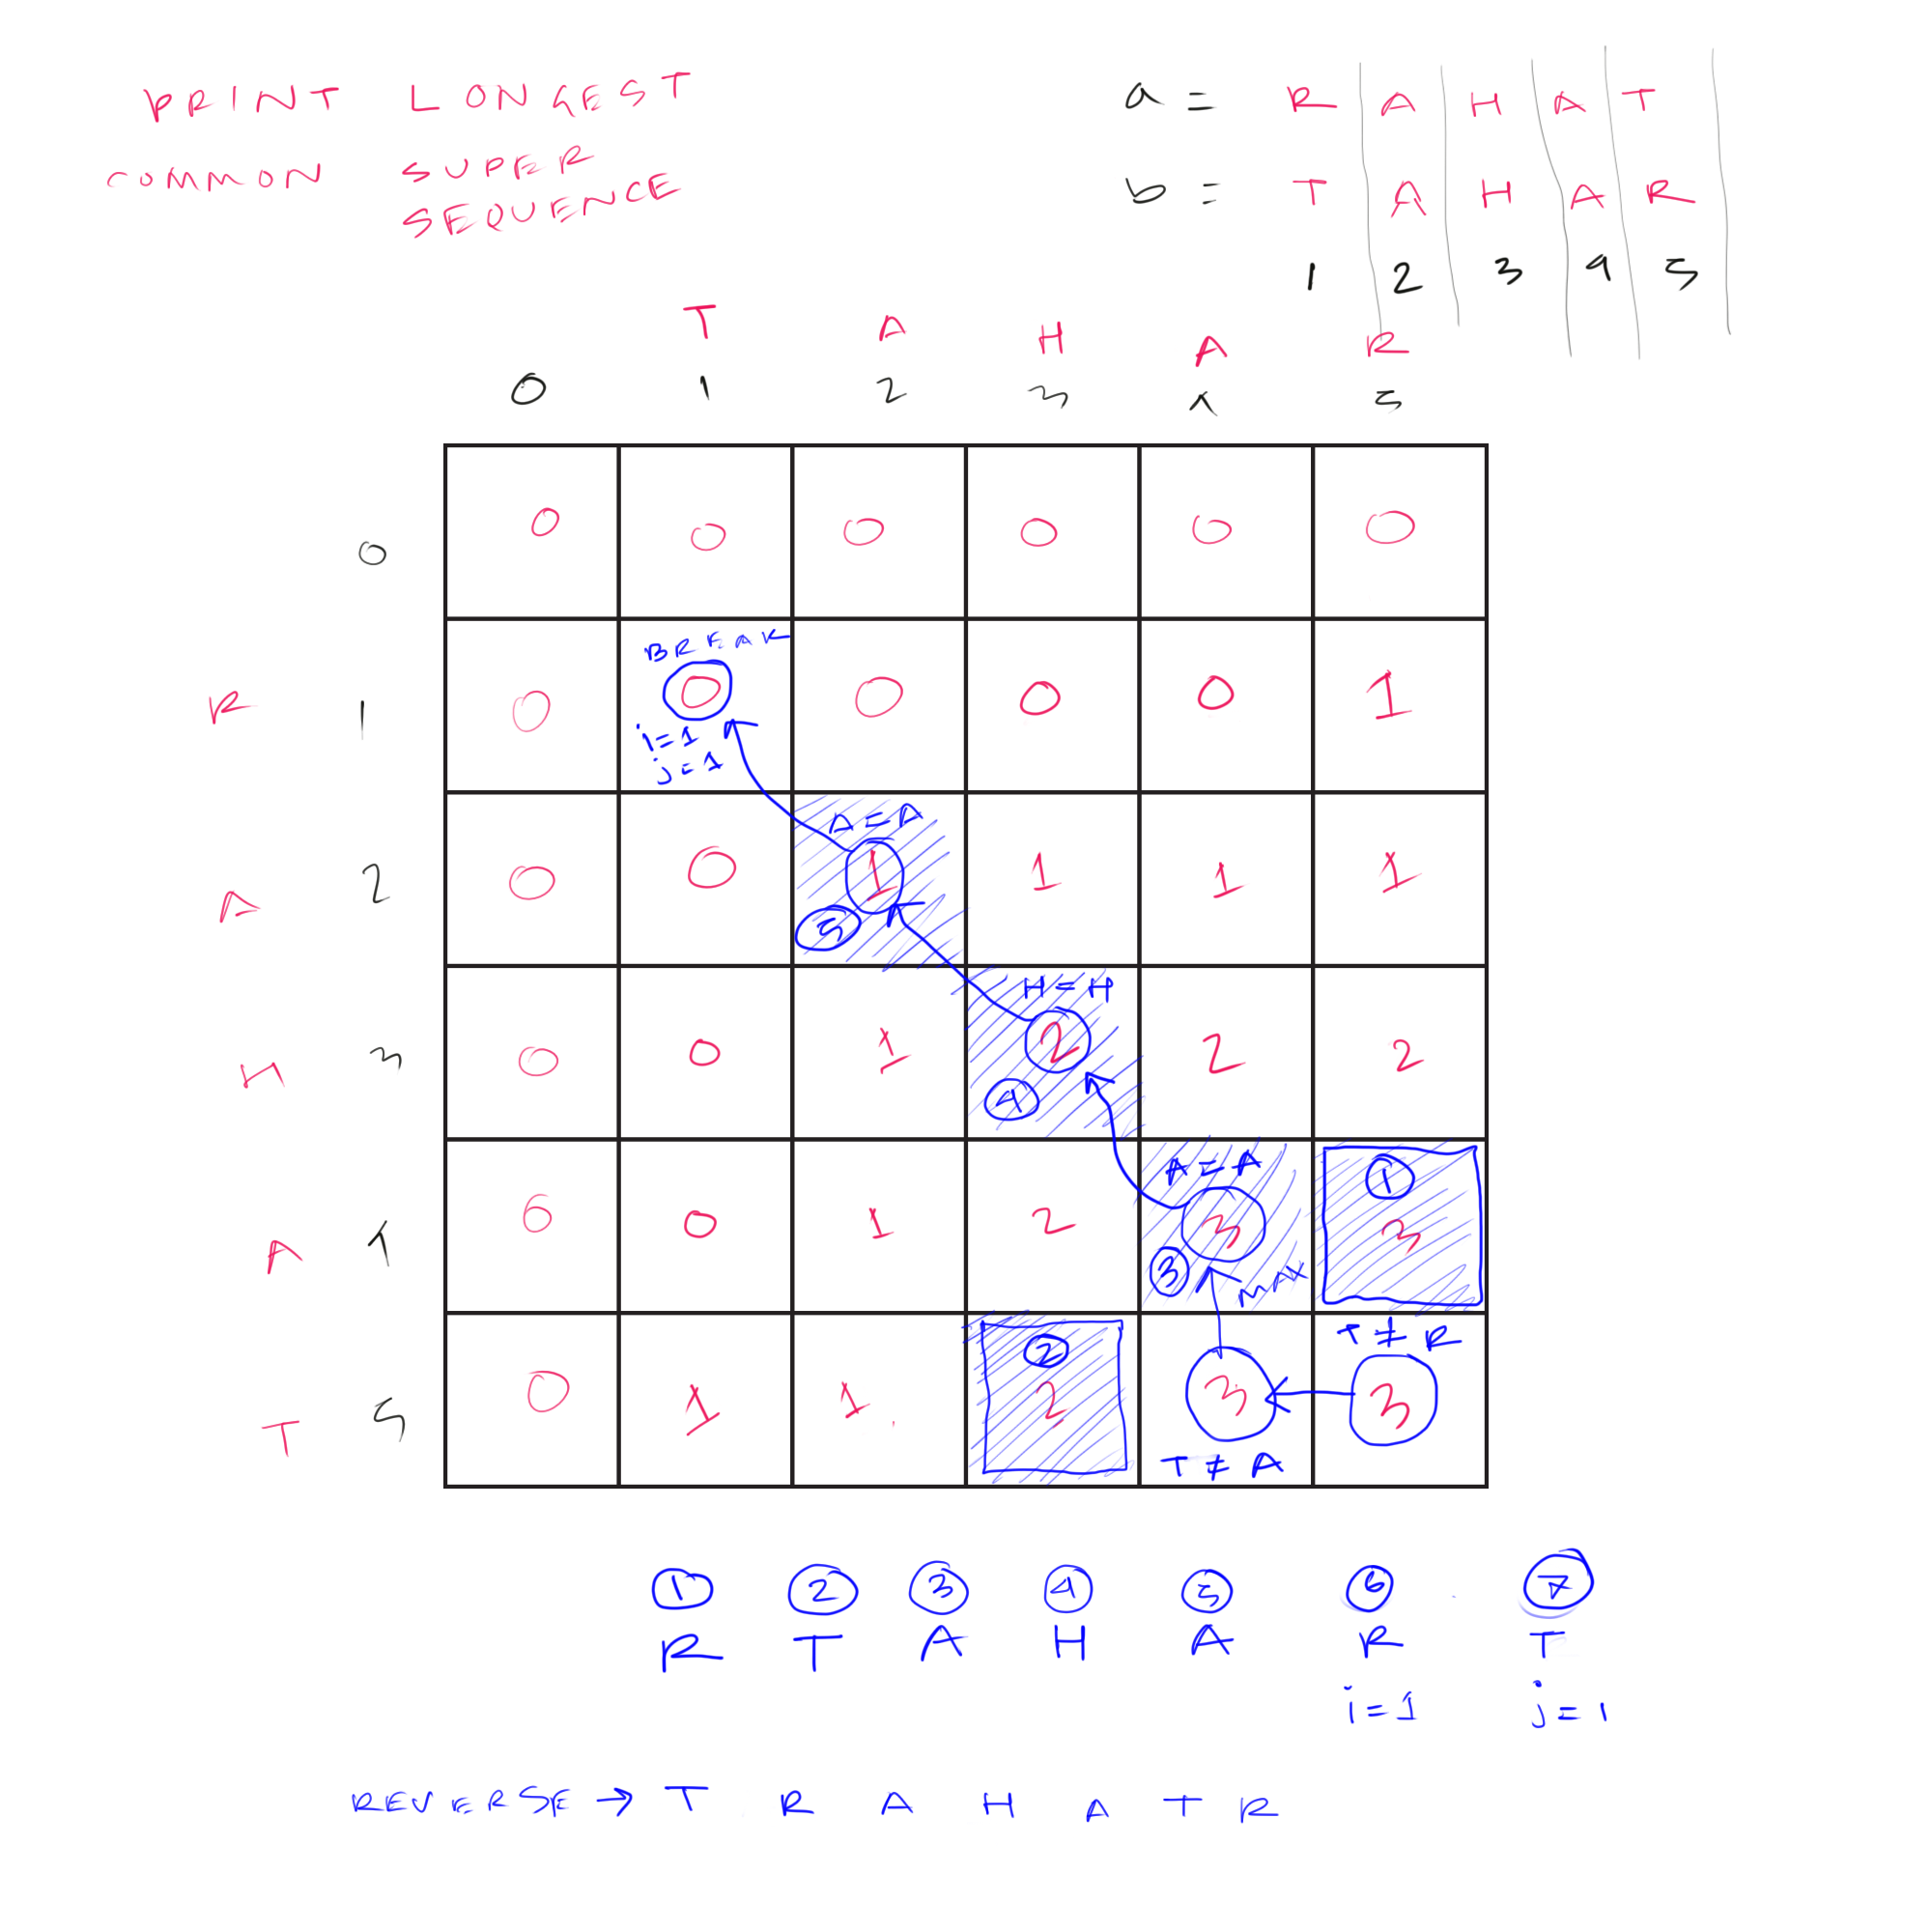 PRINT LONGEST
COMMON SUPER
SEQUENCE
a = R A H A T
b = T A H A R
1 2 3 4 5
T A H A R
0 1 2 3 4 5
0 0 0 0 0 0 0
BREAK
R 1 0 0 0 0 0 1
i=1
j=1
A=A
A 2 0 0 1 1 1 1
5
H=H
H 3 0 0 1 2 2 2
4
A=A 1
A 4 0 0 1 2 3 3
3 MAX
2 T≠R
T 5 0 1 1 2 3 3
T≠A
1 2 3 4 5 6 7
R T A H A R T
i=1 j=1
REVERSE → T R A H A T R